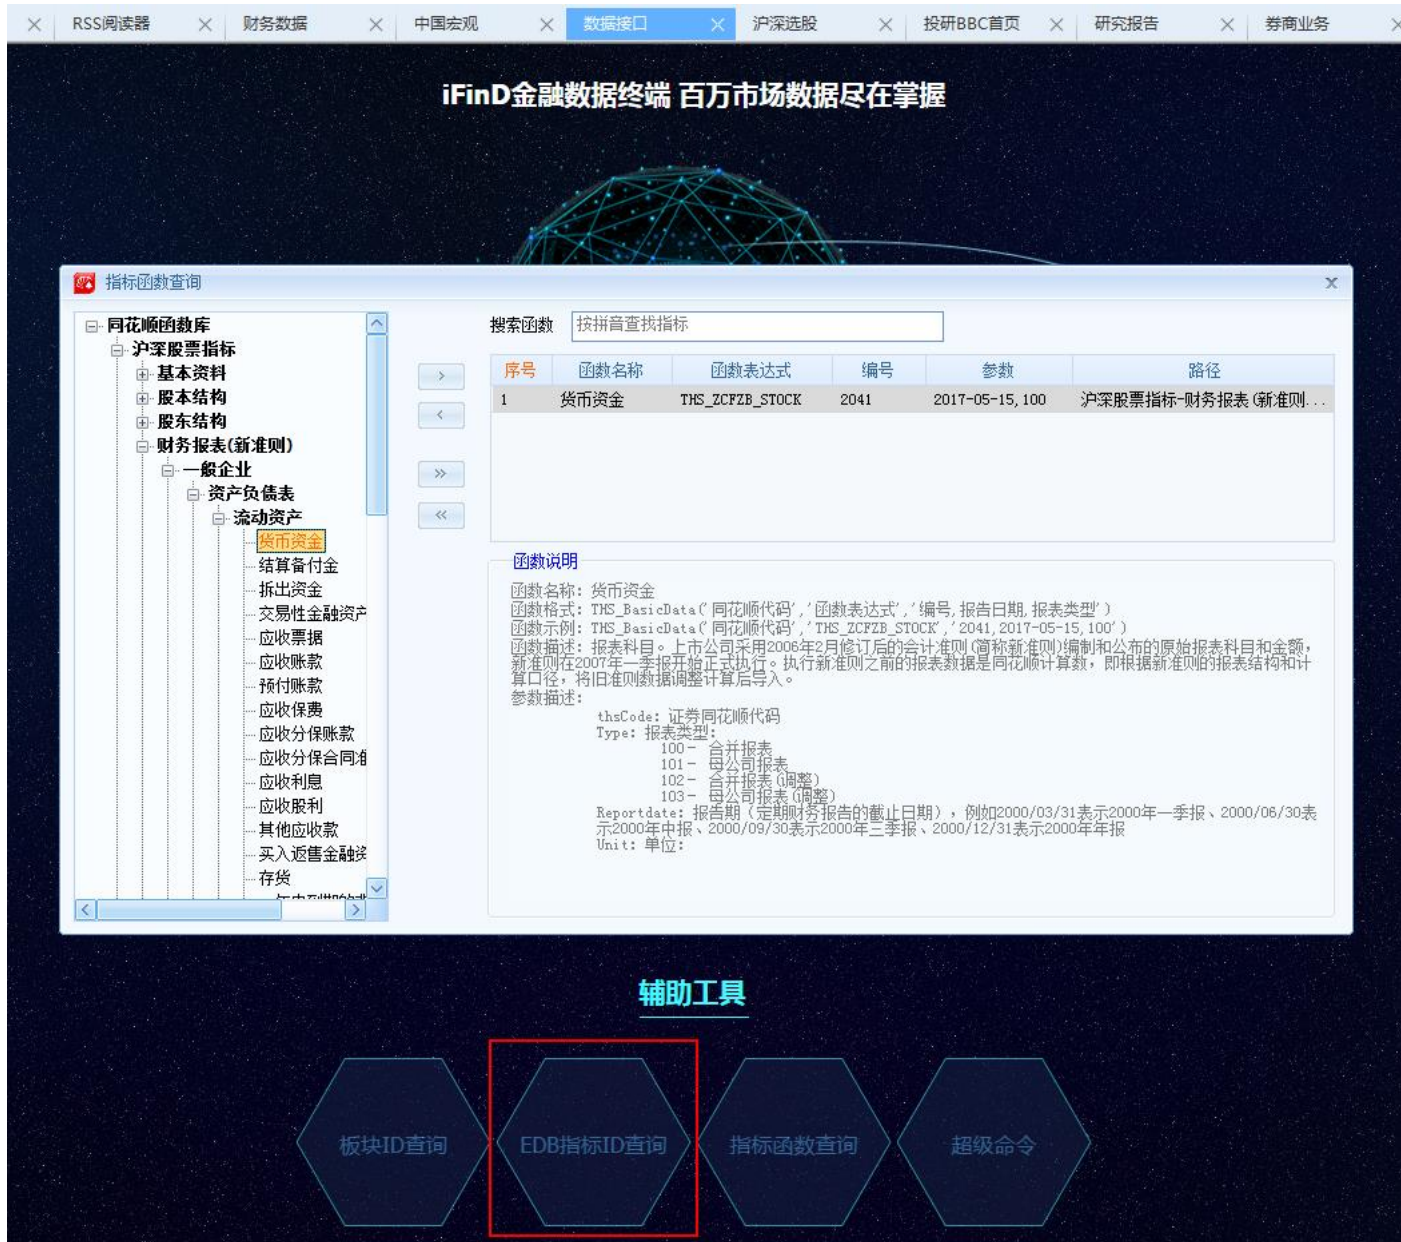 RSS阅读器 财务数据 中国宏观 数据接口 沪深选股 投研BBC首页 研究报告 券商业务
iFinD金融数据终端 百万市场数据尽在掌握
指标函数查询
同花顺函数库
沪深股票指标
基本资料
股本结构
股东结构
财务报表(新准则)
一般企业
资产负债表
流动资产
货币资金
结算备付金
拆出资金
交易性金融资产
应收票据
应收账款
预付账款
应收保费
应收分保账款
应收分保合同准
应收利息
应收股利
其他应收款
买入返售金融资
存货
搜索函数 按拼音查找指标
序号 函数名称 函数表达式 编号 参数 路径
1 货币资金 THS_ZCFZB_STOCK 2041 2017-05-15,100 沪深股票指标-财务报表(新准则...
函数说明
函数名称: 货币资金
函数格式: THS_BasicData('同花顺代码','函数表达式','编号,报告日期,报表类型')
函数示例: THS_BasicData('同花顺代码','THS_ZCFZB_STOCK','2041,2017-05-15,100')
函数描述: 报表科目。上市公司采用2006年2月修订后的会计准则(简称新准则)编制和公布的原始报表科目和金额,
新准则在2007年一季报开始正式执行。执行新准则之前的报表数据是同花顺计算数, 即根据新准则的报表结构和计
算口径, 将旧准则数据调整计算后导入。
参数描述:
thsCode: 证券同花顺代码
Type: 报表类型:
100- 合并报表
101- 母公司报表
102- 合并报表(调整)
103- 母公司报表(调整)
Reportdate: 报告期 (定期财务报告的截止日期) , 例如2000/03/31表示2000年一季报、2000/06/30表
示2000年中报、2000/09/30表示2000年三季报、2000/12/31表示2000年年报
Unit: 单位:
辅助工具
板块ID查询 EDB指标ID查询 指标函数查询 超级命令